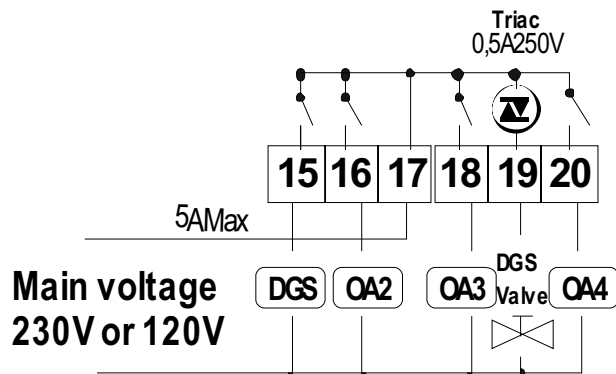 Triac
0,5A250V
15 16 17 18 19 20
5AMax
Main voltage
230V or 120V
DGS
OA2
OA3
DGS
Valve
OA4